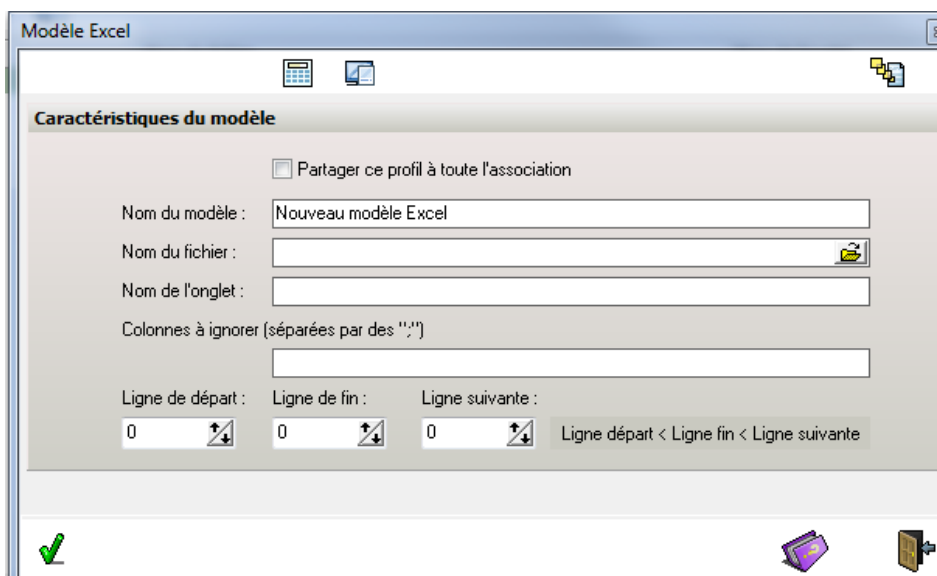 Modèle Excel
Caractéristiques du modèle
Partager ce profil à toute l'association
Nom du modèle : Nouveau modèle Excel
Nom du fichier :
Nom de l'onglet :
Colonnes à ignorer (séparées par des ";")
Ligne de départ : Ligne de fin : Ligne suivante :
0 0 0 Ligne départ < Ligne fin < Ligne suivante